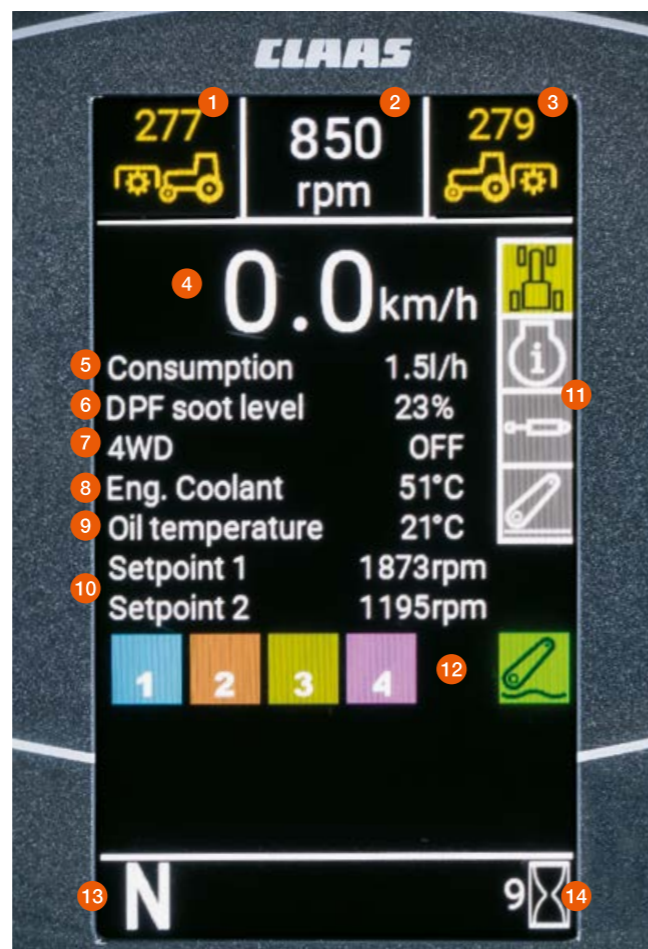 CLAAS
1 2 3
277 850 279
rpm
4 0.0 km/h
5 Consumption 1.5l/h
6 DPF soot level 23%
11
7 4WD OFF
8 Eng. Coolant 51°C
9 Oil temperature 21°C
Setpoint 1 1873rpm
10
Setpoint 2 1195rpm
1 2 3 4 12
13 N 9 14